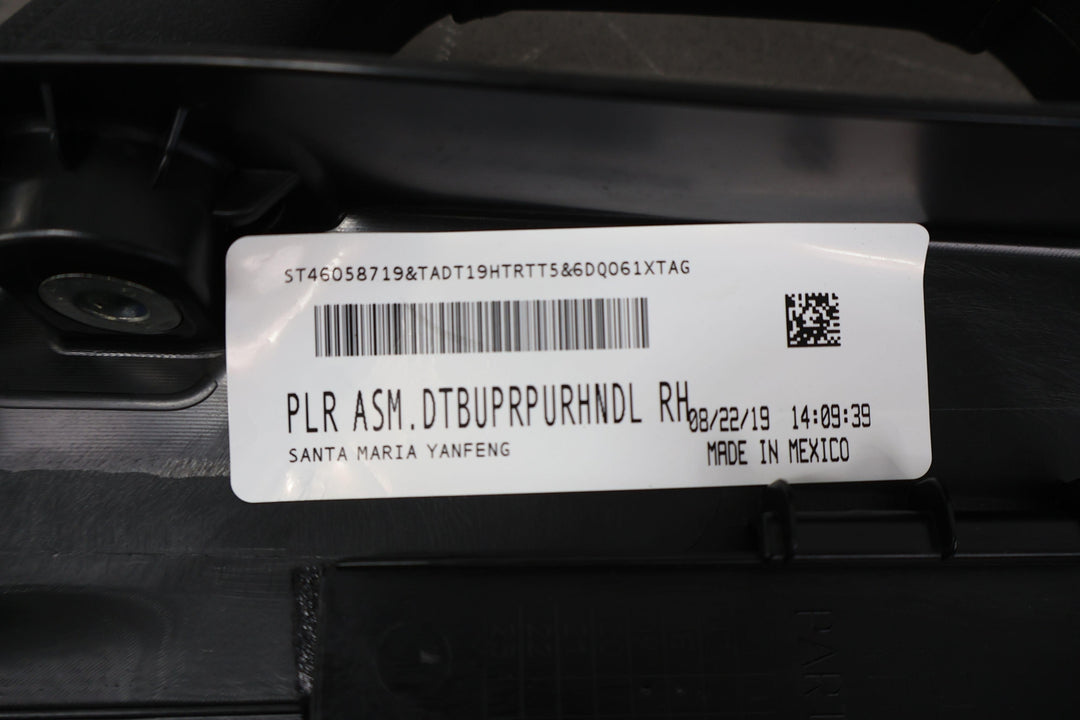 ST46058719&TADT19HTRTT5&6DQ061XTAG
PLR ASM.DTBUPRPURHNDL RH
08/22/19 14:09:39
SANTA MARIA YANFENG
MADE IN MEXICO